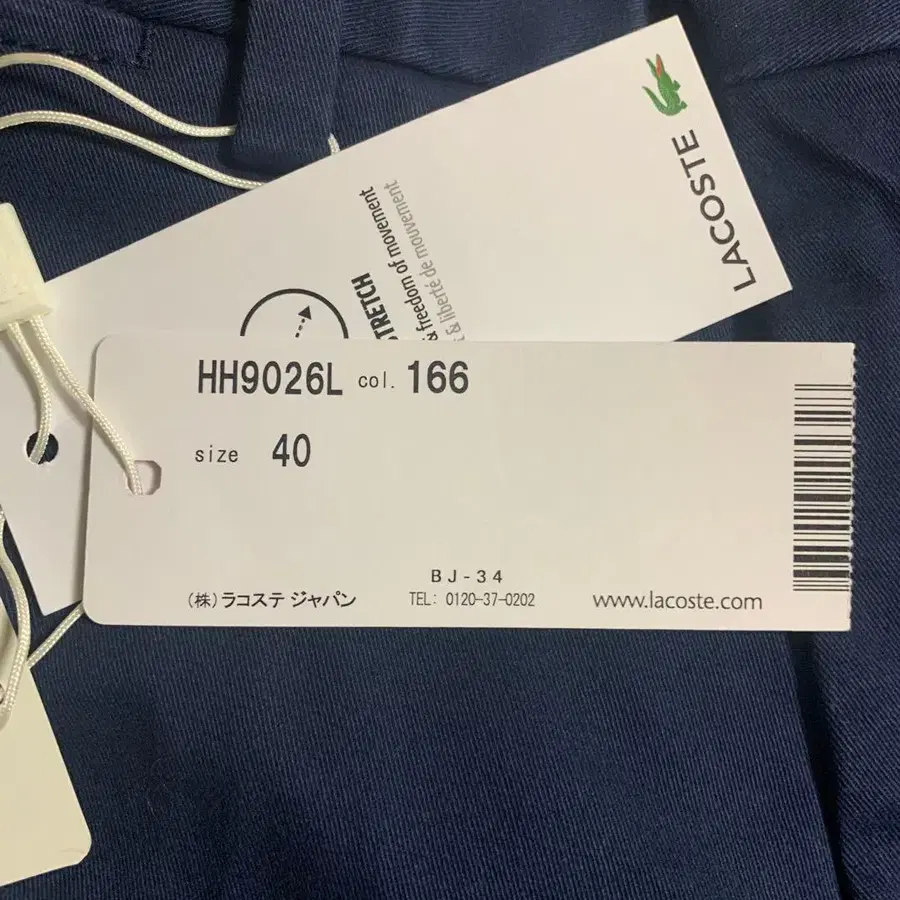 LACOSTE
STRETCH
& freedom of movement
& liberté de mouvement
HH9026L col. 166
size 40
BJ-34
(株)ラコステ ジャパン TEL: 0120-37-0202 www.lacoste.com